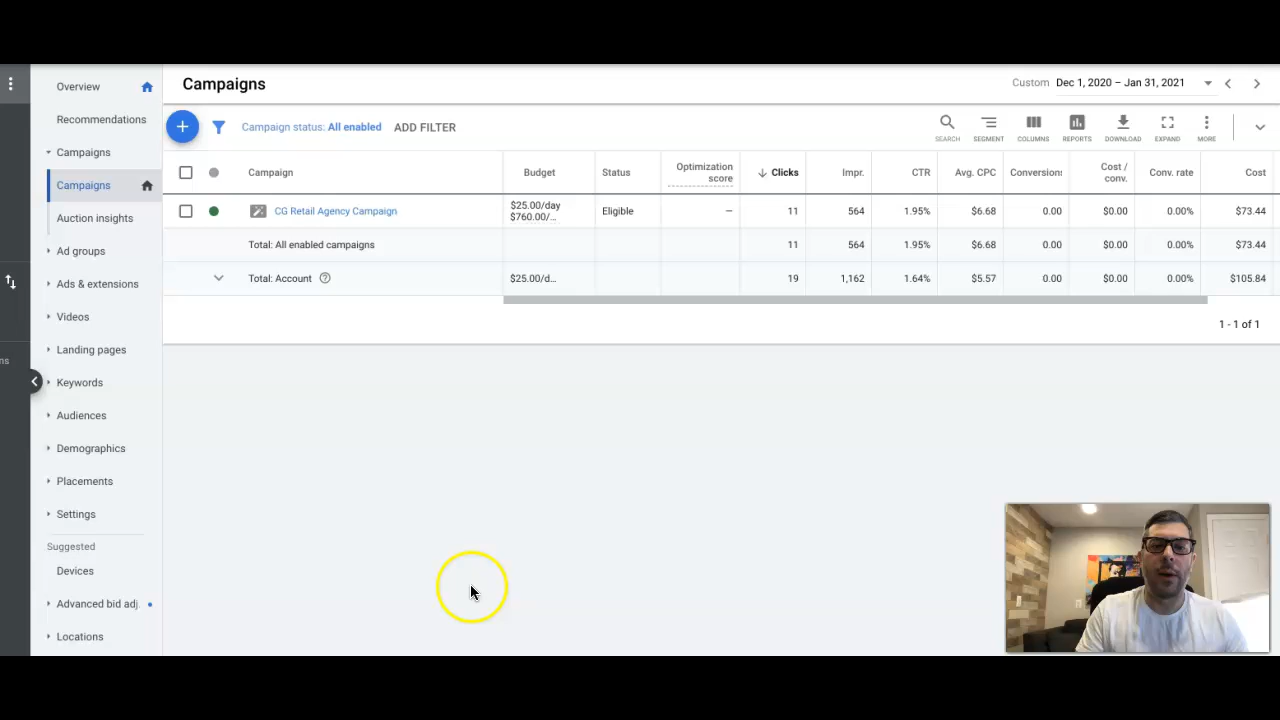 Campaigns
Custom Dec 1, 2020 – Jan 31, 2021
Overview
Recommendations
Campaigns
Campaigns
Auction insights
Ad groups
Ads & extensions
Videos
Landing pages
Keywords
Audiences
Demographics
Placements
Settings
Suggested
Devices
Advanced bid adj.
Locations
ns
Campaign status: All enabled ADD FILTER
SEARCH SEGMENT COLUMNS REPORTS DOWNLOAD EXPAND MORE
Campaign Budget Status Optimization score Clicks Impr. CTR Avg. CPC Conversions Cost / conv. Conv. rate Cost
CG Retail Agency Campaign $25.00/day $760.00/... Eligible – 11 564 1.95% $6.68 0.00 $0.00 0.00% $73.44
Total: All enabled campaigns 11 564 1.95% $6.68 0.00 $0.00 0.00% $73.44
Total: Account $25.00/d... 19 1,162 1.64% $5.57 0.00 $0.00 0.00% $105.84
1 - 1 of 1